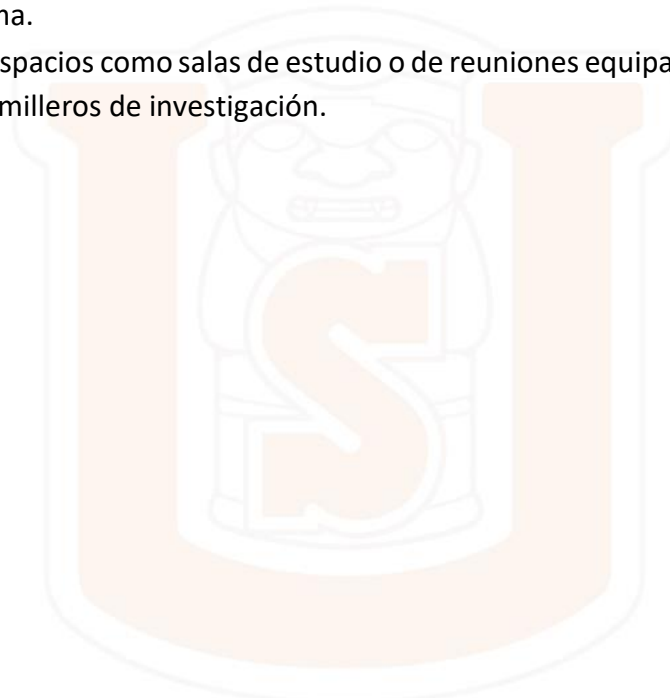 na.
spacios como salas de estudio o de reuniones equipa
milleros de investigación.